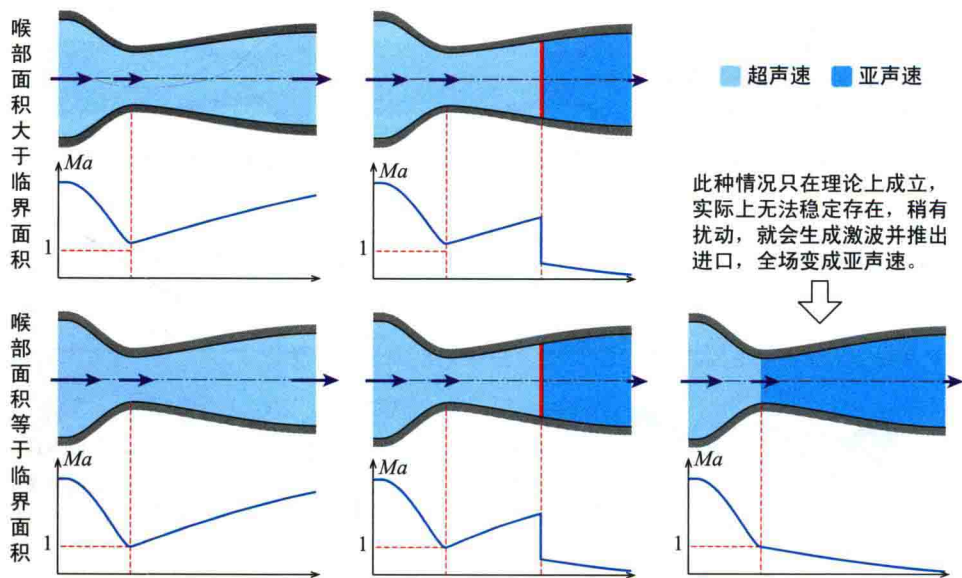 喉部面积大于临界面积
Ma
1
Ma
1
超声速
亚声速
此种情况只在理论上成立,
实际上无法稳定存在,稍有
扰动,就会生成激波并推出
进口,全场变成亚声速。
喉部面积等于临界面积
Ma
1
Ma
1
Ma
1